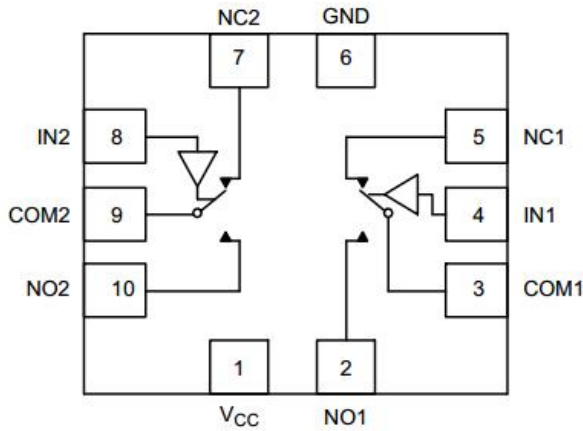 NC2 GND
7 6
IN2 8 5 NC1
COM2 9 4 IN1
NO2 10 3 COM1
1 2
VCC NO1